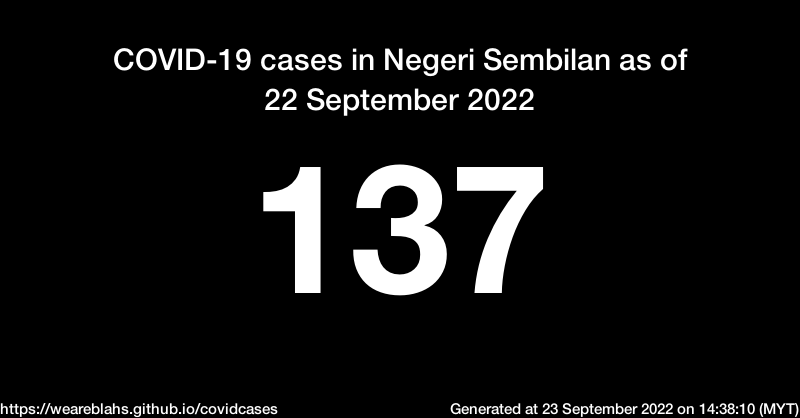 COVID-19 cases in Negeri Sembilan as of
22 September 2022
137
https://weareblahs.github.io/covidcases
Generated at 23 September 2022 on 14:38:10 (MYT)